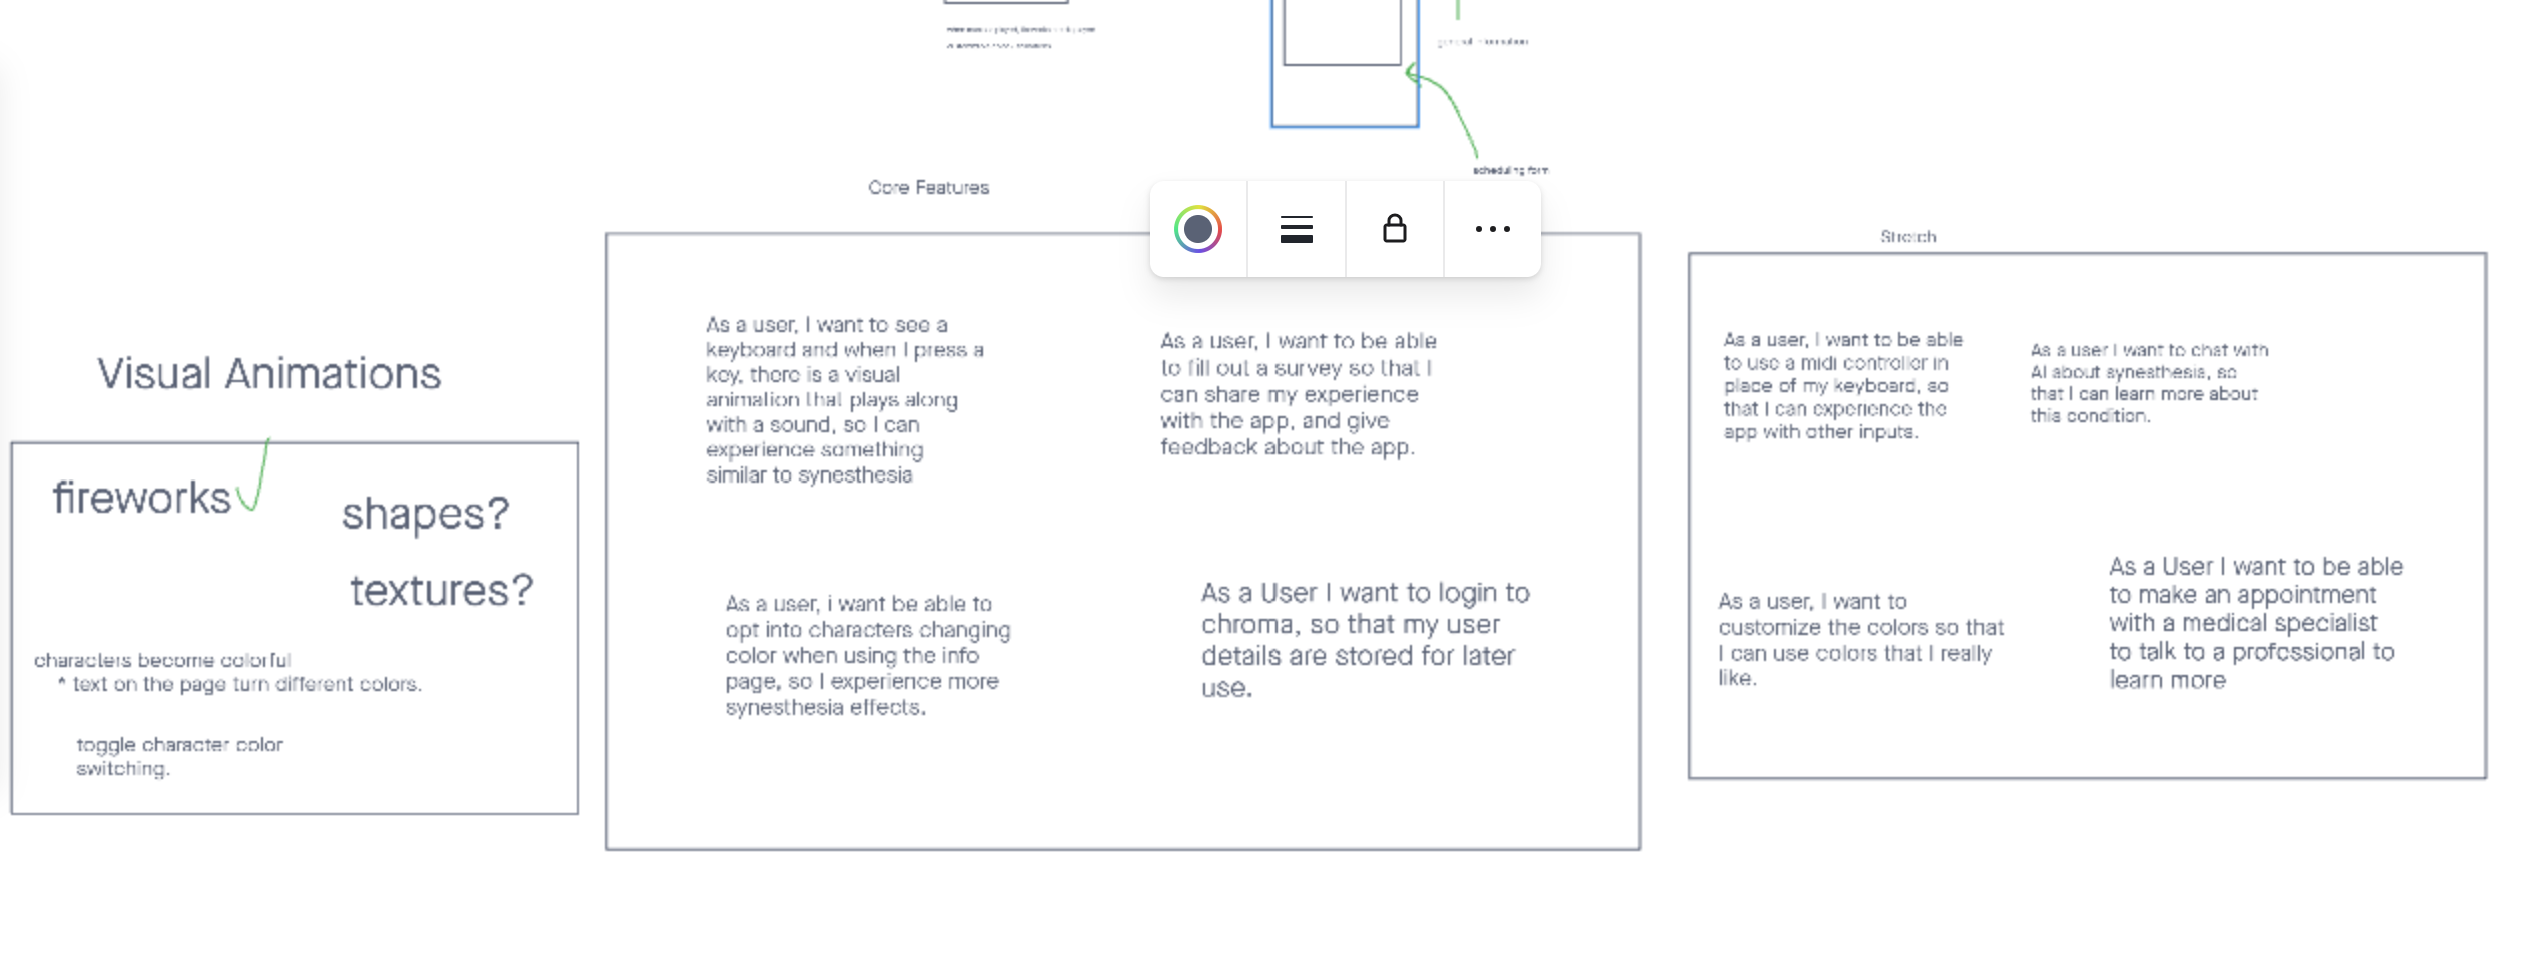 general information
scheduling form
Core Features
Stretch
Visual Animations
fireworks
shapes?
textures?
characters become colorful
* text on the page turn different colors.
toggle character color
switching.
As a user, I want to see a
keyboard and when I press a
key, there is a visual
animation that plays along
with a sound, so I can
experience something
similar to synesthesia
As a user, I want to be able
to fill out a survey so that I
can share my experience
with the app, and give
feedback about the app.
As a user, i want be able to
opt into characters changing
color when using the info
page, so I experience more
synesthesia effects.
As a User I want to login to
chroma, so that my user
details are stored for later
use.
As a user, I want to be able
to use a midi controller in
place of my keyboard, so
that I can experience the
app with other inputs.
As a user I want to chat with
AI about synesthesia, so
that I can learn more about
this condition.
As a user, I want to
customize the colors so that
I can use colors that I really
like.
As a User I want to be able
to make an appointment
with a medical specialist
to talk to a professional to
learn more